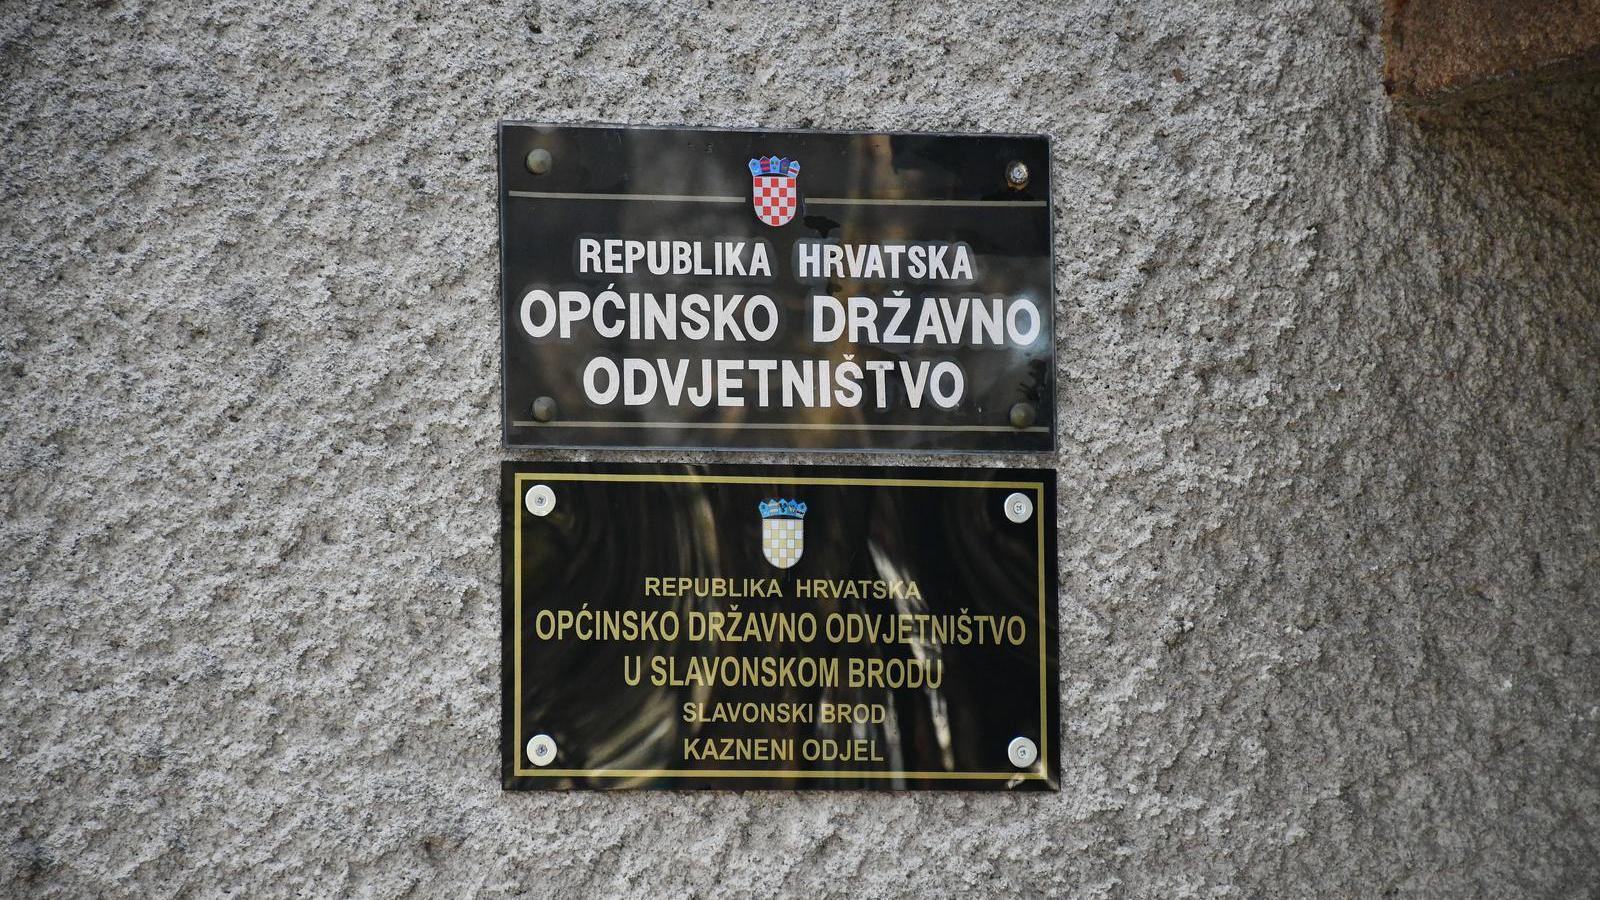 REPUBLIKA HRVATSKA
OPĆINSKO DRŽAVNO
ODVJETNIŠTVO
REPUBLIKA HRVATSKA
OPĆINSKO DRŽAVNO ODVJETNIŠTVO
U SLAVONSKOM BRODU
SLAVONSKI BROD
KAZNENI ODJEL